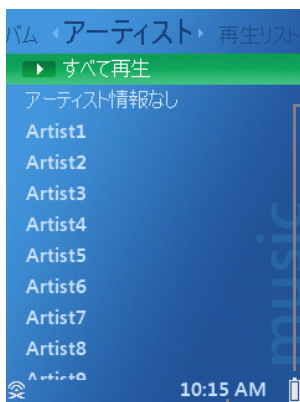 バム アーティスト 再生リスト
すべて再生
アーティスト情報なし
Artist1
Artist2
Artist3
Artist4
Artist5
Artist6
Artist7
Artist8
Artist9
music
10:15 AM